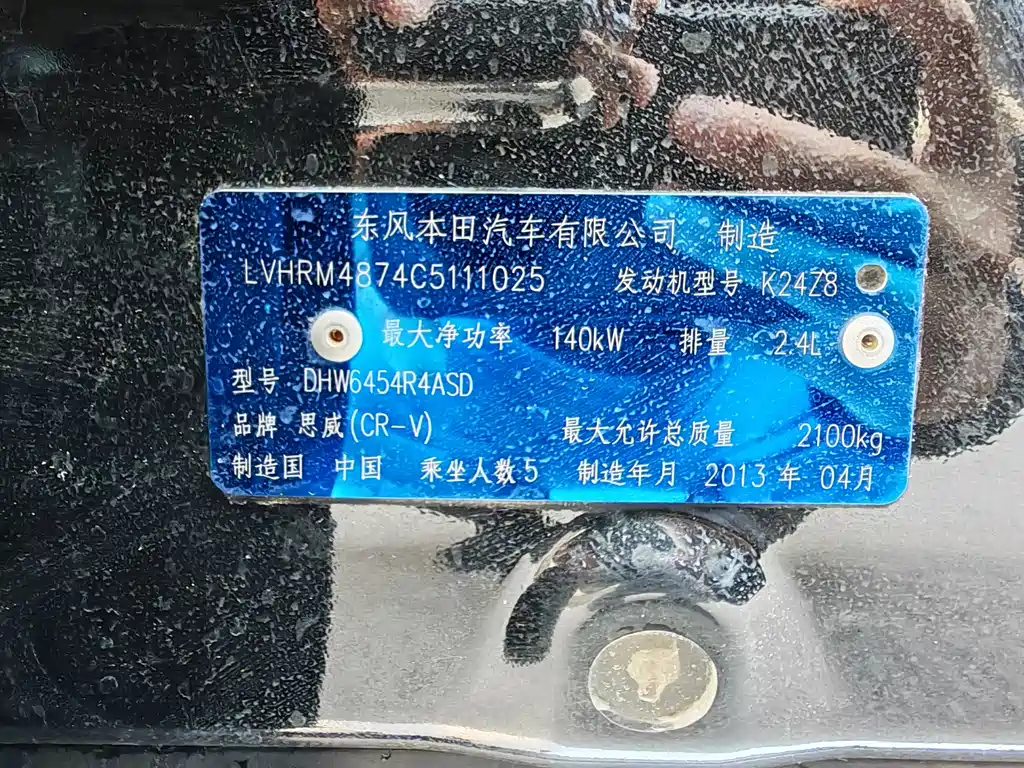 东风本田汽车有限公司 制造
LVHRM4874C5111025 发动机型号 K24Z8
最大净功率 140kW 排量 2.4L
型号 DHW6454R4ASD
品牌 思威(CR-V) 最大允许总质量 2100kg
制造国 中国 乘坐人数 5 制造年月 2013 年 04月